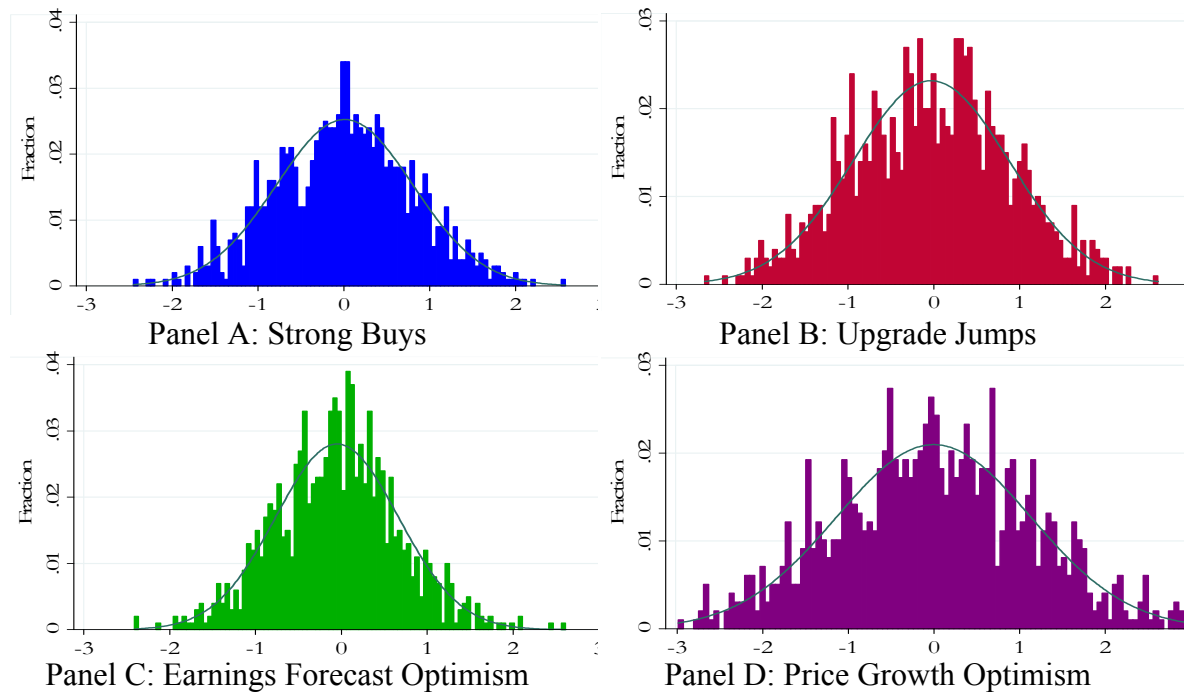 .04
.03
.02
.01
0
Fraction
-3 -2 -1 0 1 2
Panel A: Strong Buys
.03
.02
.01
0
Fraction
-3 -2 -1 0 1 2
Panel B: Upgrade Jumps
.04
.03
.02
.01
0
Fraction
-3 -2 -1 0 1 2
Panel C: Earnings Forecast Optimism
.03
.02
.01
0
Fraction
-3 -2 -1 0 1 2
Panel D: Price Growth Optimism